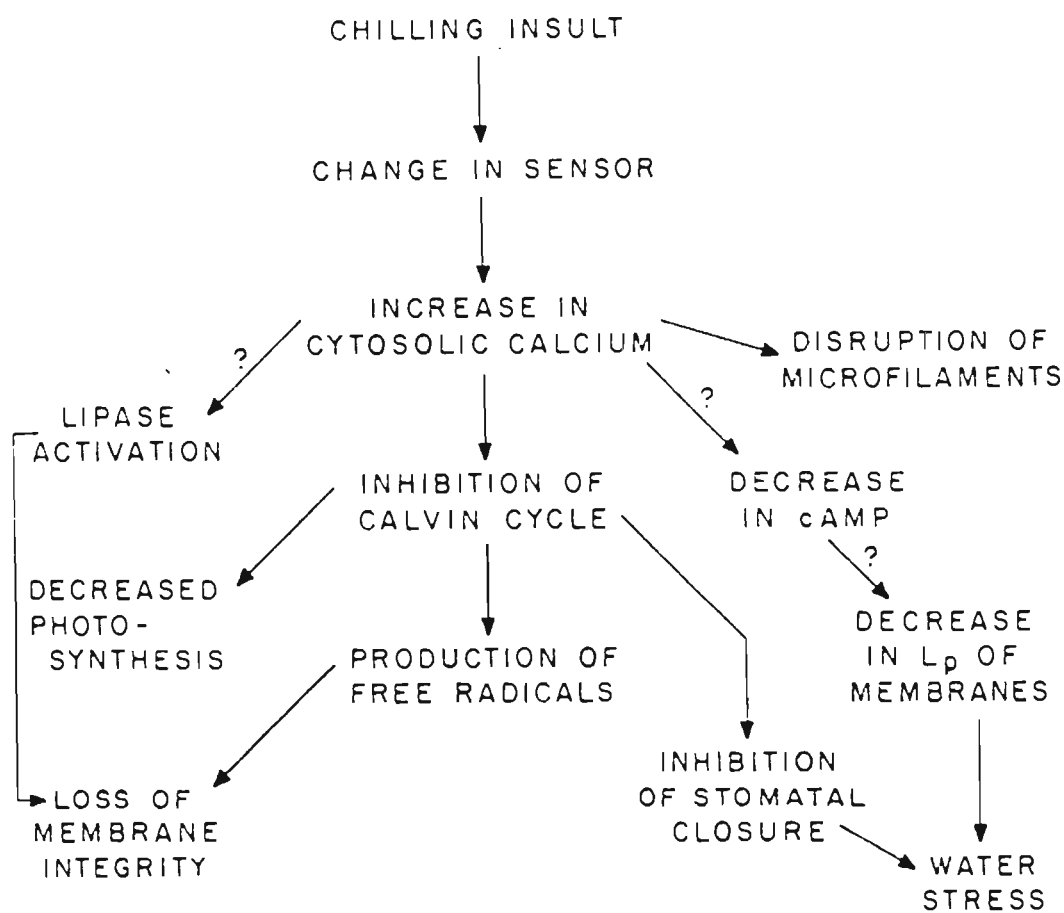 CHILLING INSULT
CHANGE IN SENSOR
INCREASE IN
CYTOSOLIC CALCIUM
DISRUPTION OF
MICROFILAMENTS
?
?
LIPASE
ACTIVATION
INHIBITION OF
CALVIN CYCLE
DECREASE
IN cAMP
?
DECREASED
PHOTO-
SYNTHESIS
PRODUCTION OF
FREE RADICALS
DECREASE
IN Lp OF
MEMBRANES
INHIBITION
OF STOMATAL
CLOSURE
LOSS OF
MEMBRANE
INTEGRITY
WATER
STRESS